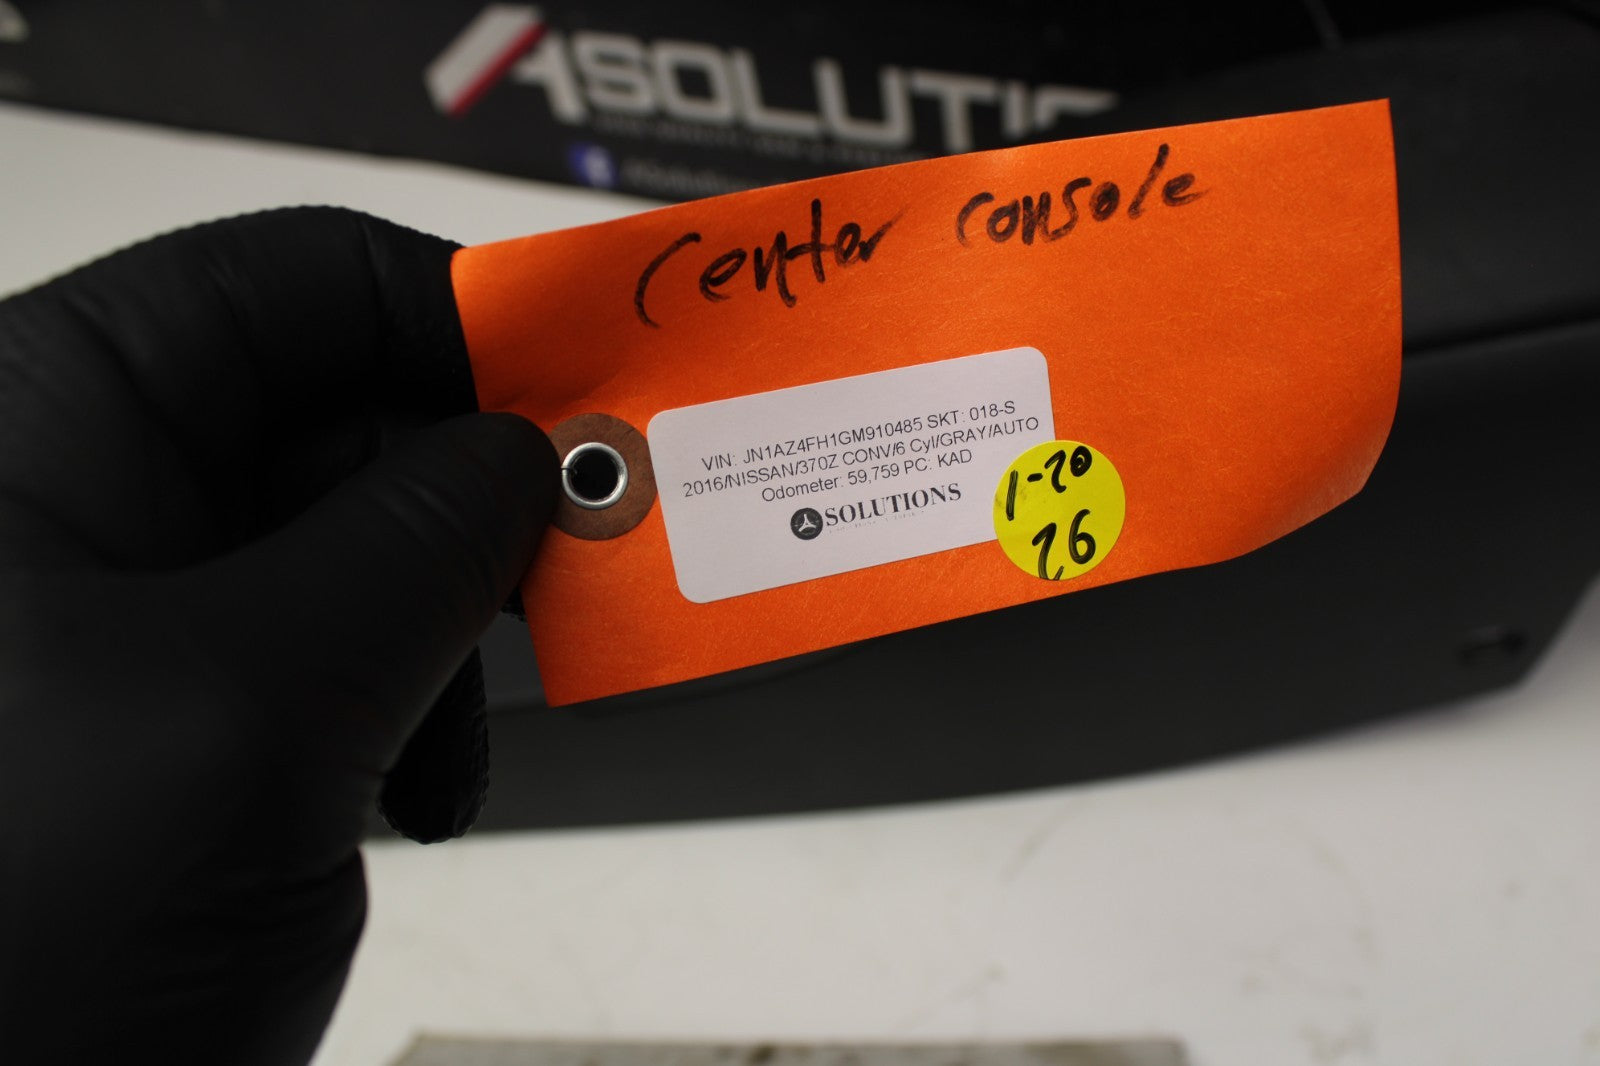 ASOLUTIO
center console
VIN: JN1AZ4FH1GM910485 SKT: 018-S
2016/NISSAN/370Z CONV/6 Cyl/GRAY/AUTO
Odometer: 59,759 PC: KAD
SOLUTIONS
1-20
26